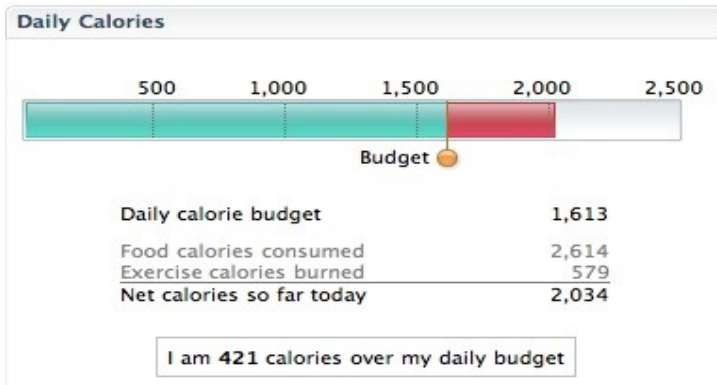 Daily Calories
500 1,000 1,500 2,000 2,500
Budget
Daily calorie budget 1,613
Food calories consumed 2,614
Exercise calories burned 579
Net calories so far today 2,034
I am 421 calories over my daily budget